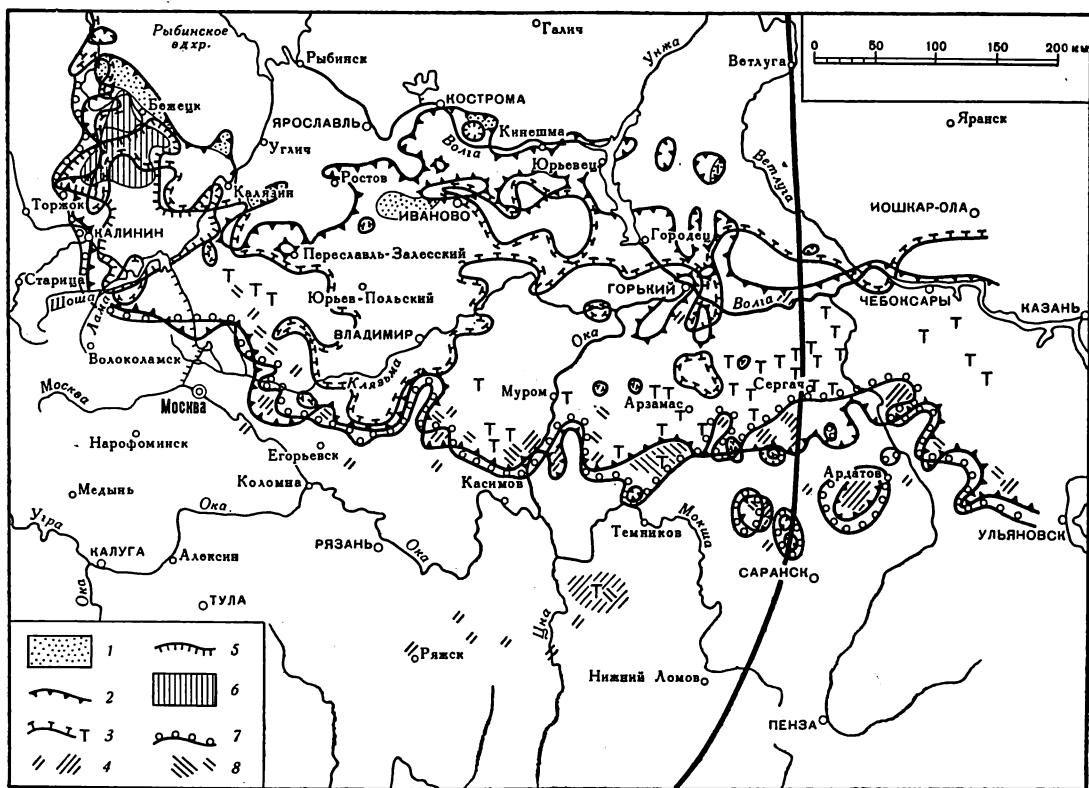 Рыбинское
вдхр.
Галич
Унжа
0 50 100 150 200 км
Рыбинск
Ветлуга
Бежецк
КОСТРОМА
ЯРОСЛАВЛЬ
Кинешма
Яранск
Углич
Волга
Юрьевец
Ветлуга
Ростов
Калязин
Торжок
ИВАНОВО
ЙОШКАР-ОЛА
КАЛИНИН
Городец
Переславль-Залесский
Старица
Шоша
Юрьев-Польский
ГОРЬКИЙ
Волга
ЧЕБОКСАРЫ
КАЗАНЬ
Лама
ВЛАДИМИР
Ока
Волоколамск
Клязьма
Москва
Москва
Муром
Арзамас
Сергач
Нарофоминск
Егорьевск
Коломна
Касимов
Ардатов
Медынь
Ока
Угра
Темников
Мокша
УЛЬЯНОВСК
КАЛУГА
Алексин
РЯЗАНЬ
Ока
САРАНСК
Ока
ТУЛА
Т
Цна
Ряжск
Нижний Ломов
ПЕНЗА
1 5
2 6
3 7
4 8